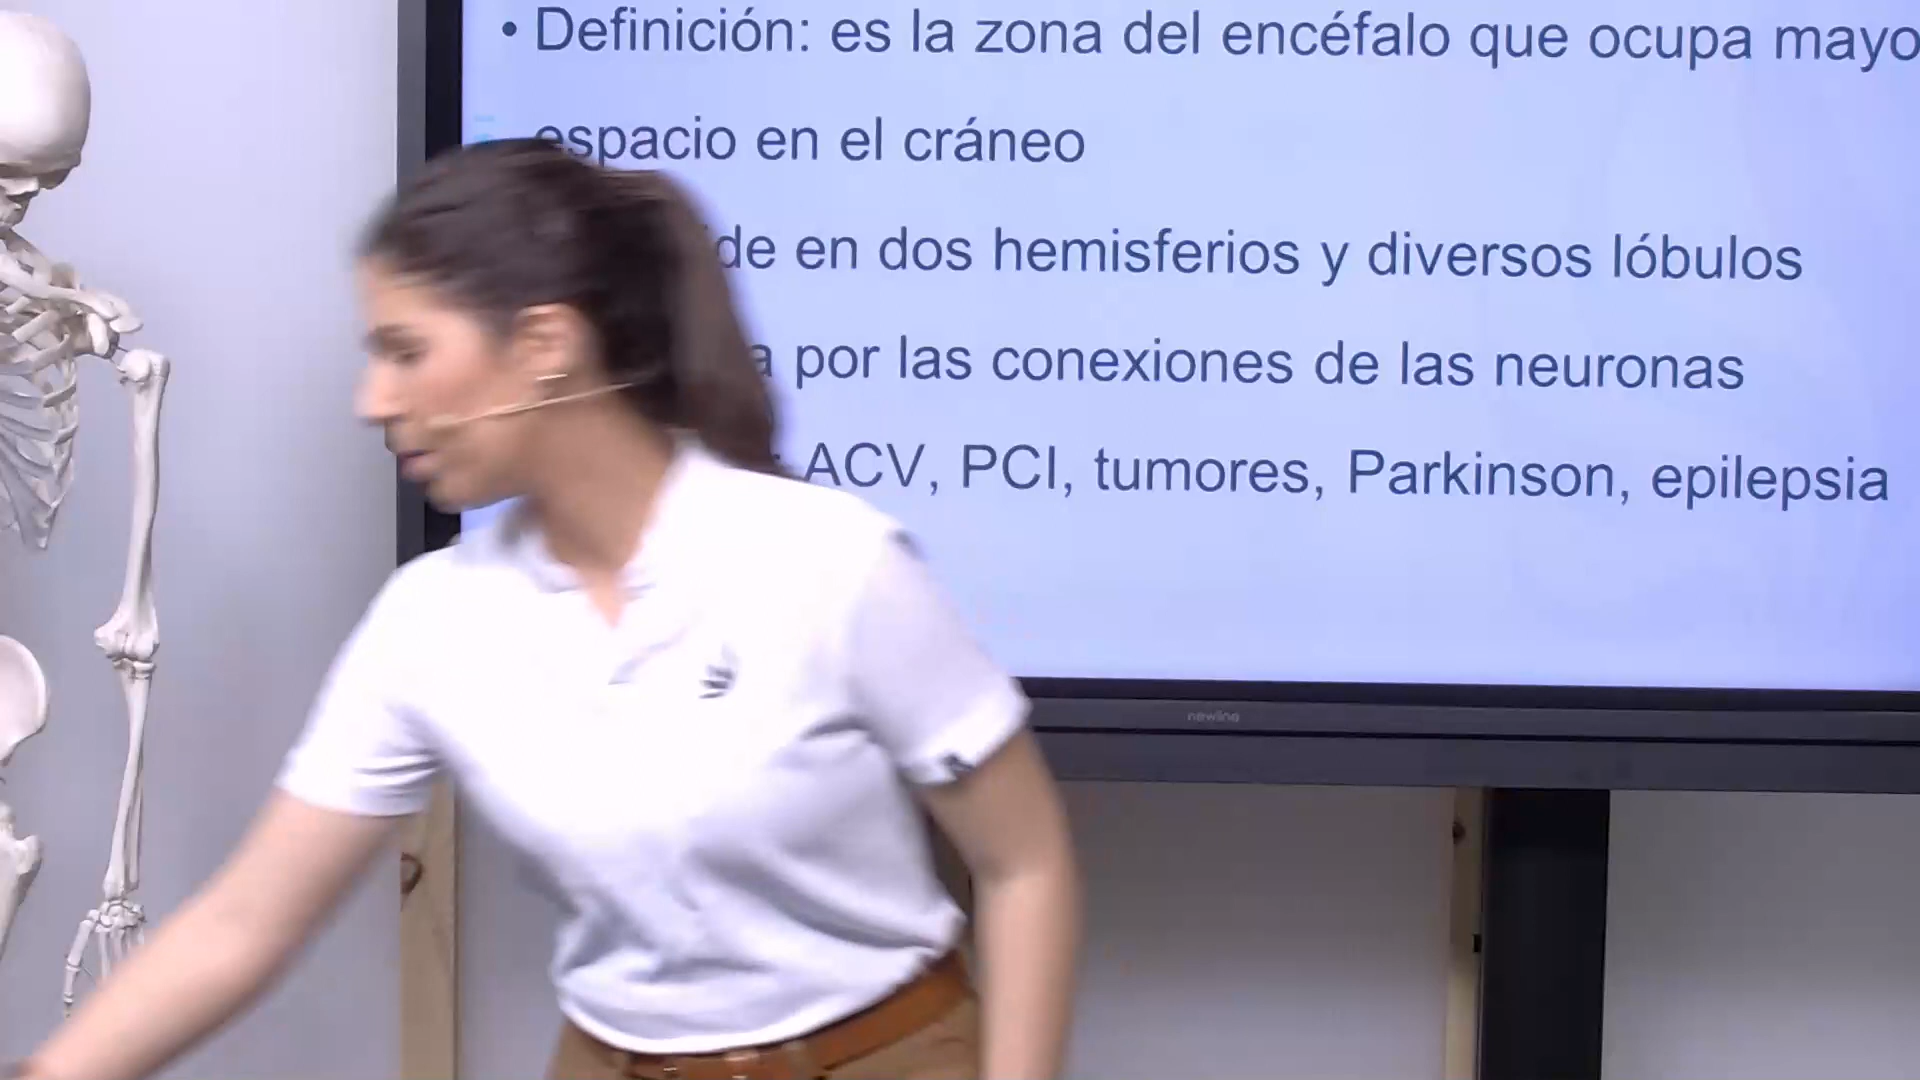 • Definición: es la zona del encéfalo que ocupa mayo
espacio en el cráneo
de en dos hemisferios y diversos lóbulos
a por las conexiones de las neuronas
: ACV, PCI, tumores, Parkinson, epilepsia
newline